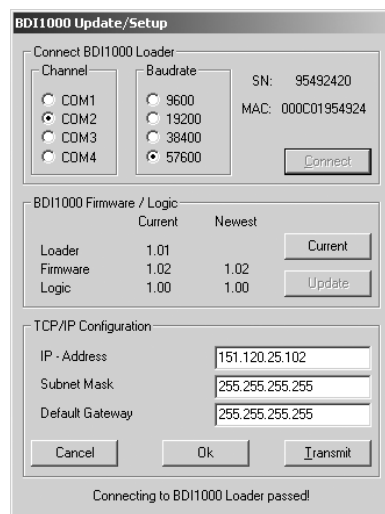 BDI1000 Update/Setup
Connect BDI1000 Loader
Channel
Baudrate
COM1
COM2
COM3
COM4
9600
19200
38400
57600
SN: 95492420
MAC: 000C01954924
Connect
BDI1000 Firmware / Logic
Current Newest
Loader 1.01
Firmware 1.02 1.02
Logic 1.00 1.00
Current
Update
TCP/IP Configuration
IP - Address 151.120.25.102
Subnet Mask 255.255.255.255
Default Gateway 255.255.255.255
Cancel Ok Transmit
Connecting to BDI1000 Loader passed!